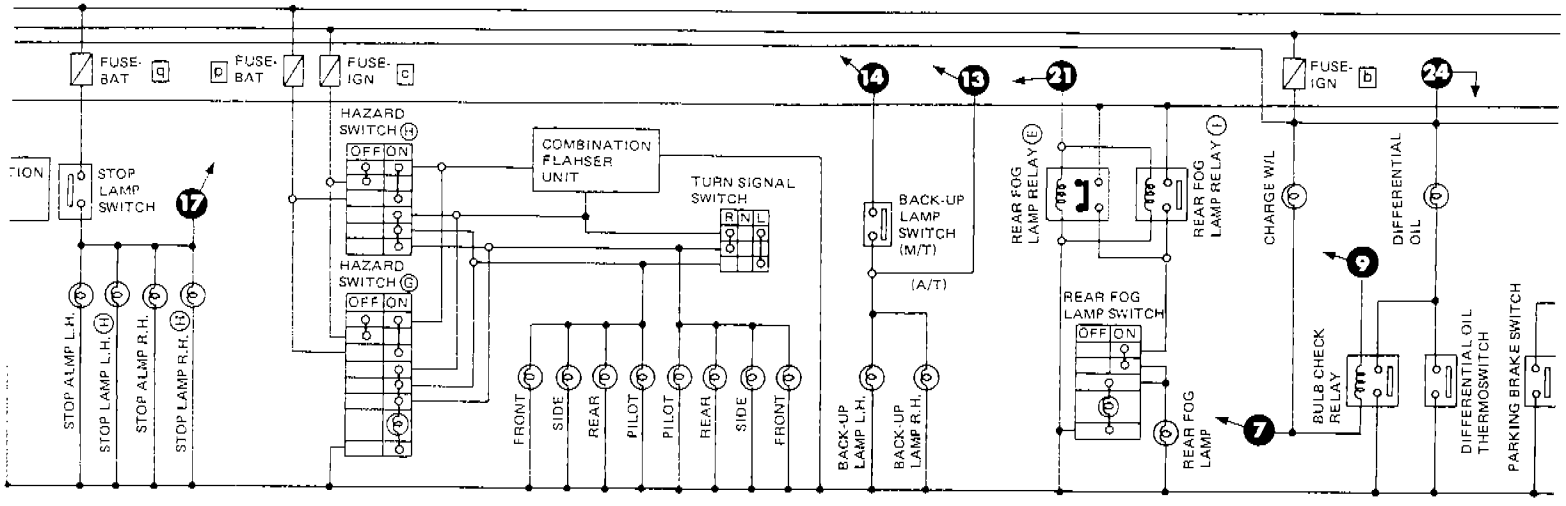 FUSE-
BAT
q
p
FUSE-
BAT
FUSE-
IGN
c
14
13
21
FUSE-
IGN
b
24
TION
STOP
LAMP
SWITCH
17
HAZARD
SWITCH H
OFF ON
COMBINATION
FLAHSER
UNIT
TURN SIGNAL
SWITCH
R N L
BACK-UP
LAMP
SWITCH
(M/T)
(A/T)
REAR FOG
LAMP RELAY E
REAR FOG
LAMP RELAY F
CHARGE W/L
DIFFERENTIAL
OIL
HAZARD
SWITCH G
OFF ON
REAR FOG
LAMP SWITCH
OFF ON
9
7
STOP ALMP L.H.
STOP LAMP L.H. H
STOP ALMP R.H.
STOP LAMP R.H. H
FRONT
SIDE
REAR
PILOT
PILOT
REAR
SIDE
FRONT
BACK-UP
LAMP L.H.
BACK-UP
LAMP R.H.
REAR FOG
LAMP
BULB CHECK
RELAY
DIFFERENTIAL OIL
THERMOSWITCH
PARKING BRAKE SWITCH